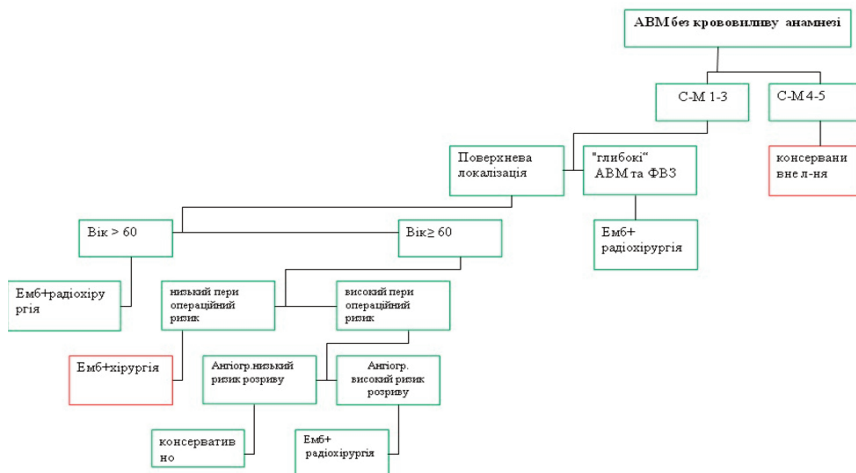 АВМ без крововиливу анамнезі
С-М 1-3
С-М 4-5
Поверхнева
локалізація
"глибокі"
АВМ та ФВЗ
консервани
вне л-ня
Вік > 60
Вік≥ 60
Емб+
радіохірургія
Емб+радіохіру
ргія
низький пери
операційний
ризик
високий пери
операційний
ризик
Емб+хірургія
Ангіогр.низький
ризик розриву
Ангіогр.
високий ризик
розриву
консерватив
но
Емб+
радіохірургія